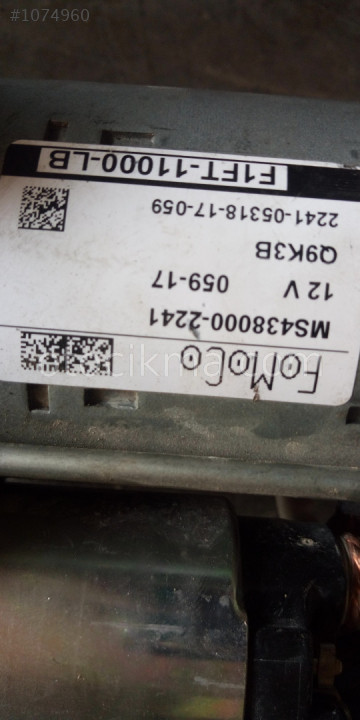 #1074960
FoMoCo
MS438000-2241
12 V 059-17
Q9K3B
2241-05318-17-059
F1FT-11000-LB